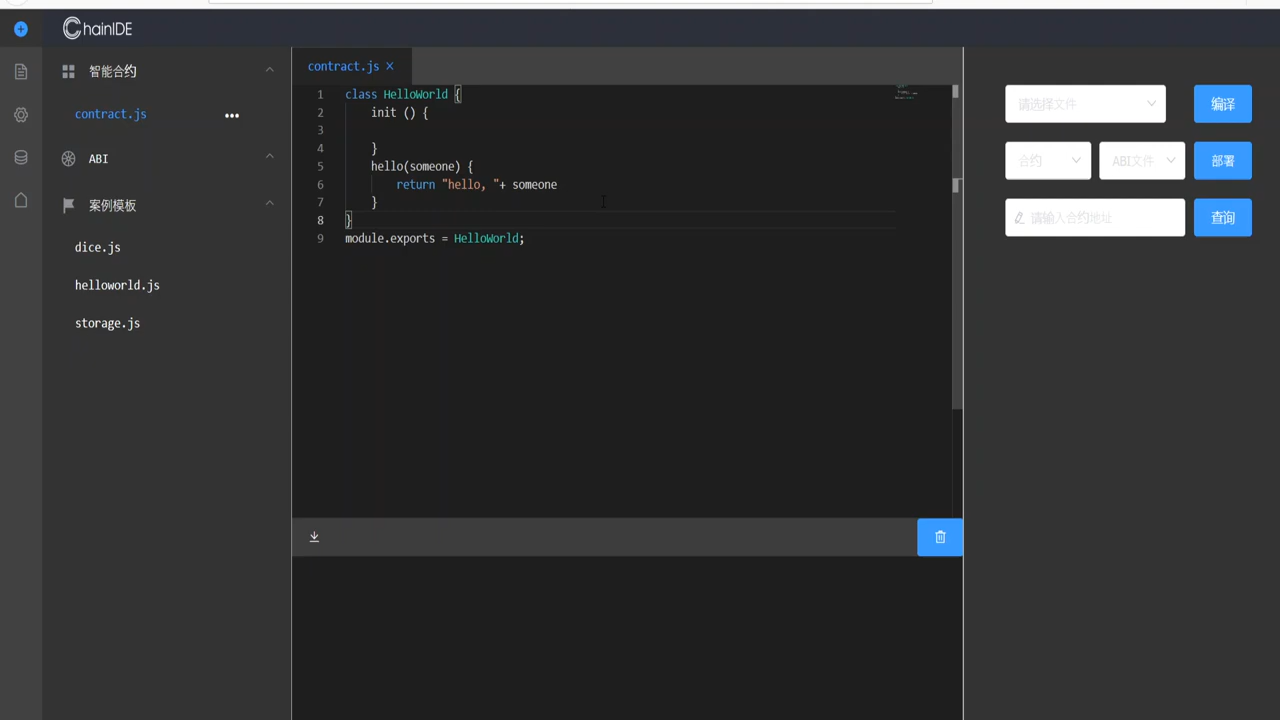 ChainIDE
智能合约
contract.js
•••
ABI
案例模板
dice.js
helloworld.js
storage.js
contract.js ×
1 class HelloWorld {
2 init () {
3
4 }
5 hello(someone) {
6 return "hello, "+ someone
7 }
8 }
9 module.exports = HelloWorld;
请选择文件
编译
合约
ABI文件
部署
请输入合约地址
查询